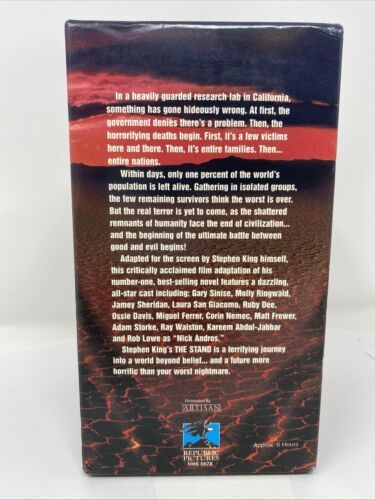 In a heavily guarded research lab in California,
something has gone hideously wrong. At first, the
government denies there's a problem. Then, the
horrorifying deaths begin. First, it's a few victims
here and there. Then, it's entire families. Then...
entire nations.
Within days, only one percent of the world's
population is left alive. Gathering in isolated groups,
the few remaining survivors think the worst is over.
But the real terror is yet to come, as the shattered
remnants of humanity face the end of civilization...
and the beginning of the ultimate battle between
good and evil begins!
Adapted for the screen by Stephen King himself,
this critically acclaimed film adaptation of his
number-one, best-selling novel features a dazzling,
all-star cast including: Gary Sinise, Molly Ringwald,
Jamey Sheridan, Laura San Giacomo, Ruby Dee,
Ossie Davis, Miguel Ferrer, Corin Nemec, Matt Frewer,
Adam Storke, Ray Walston, Kareem Abdul-Jabbar
and Rob Lowe as "Nick Andros."
Stephen King's THE STAND is a terrifying journey
into a world beyond belief... and a future more
horrific than your worst nightmare.
Distributed By
ARTISAN
REPUBLIC
PICTURES
VHS 5678
Approx. 6 Hours